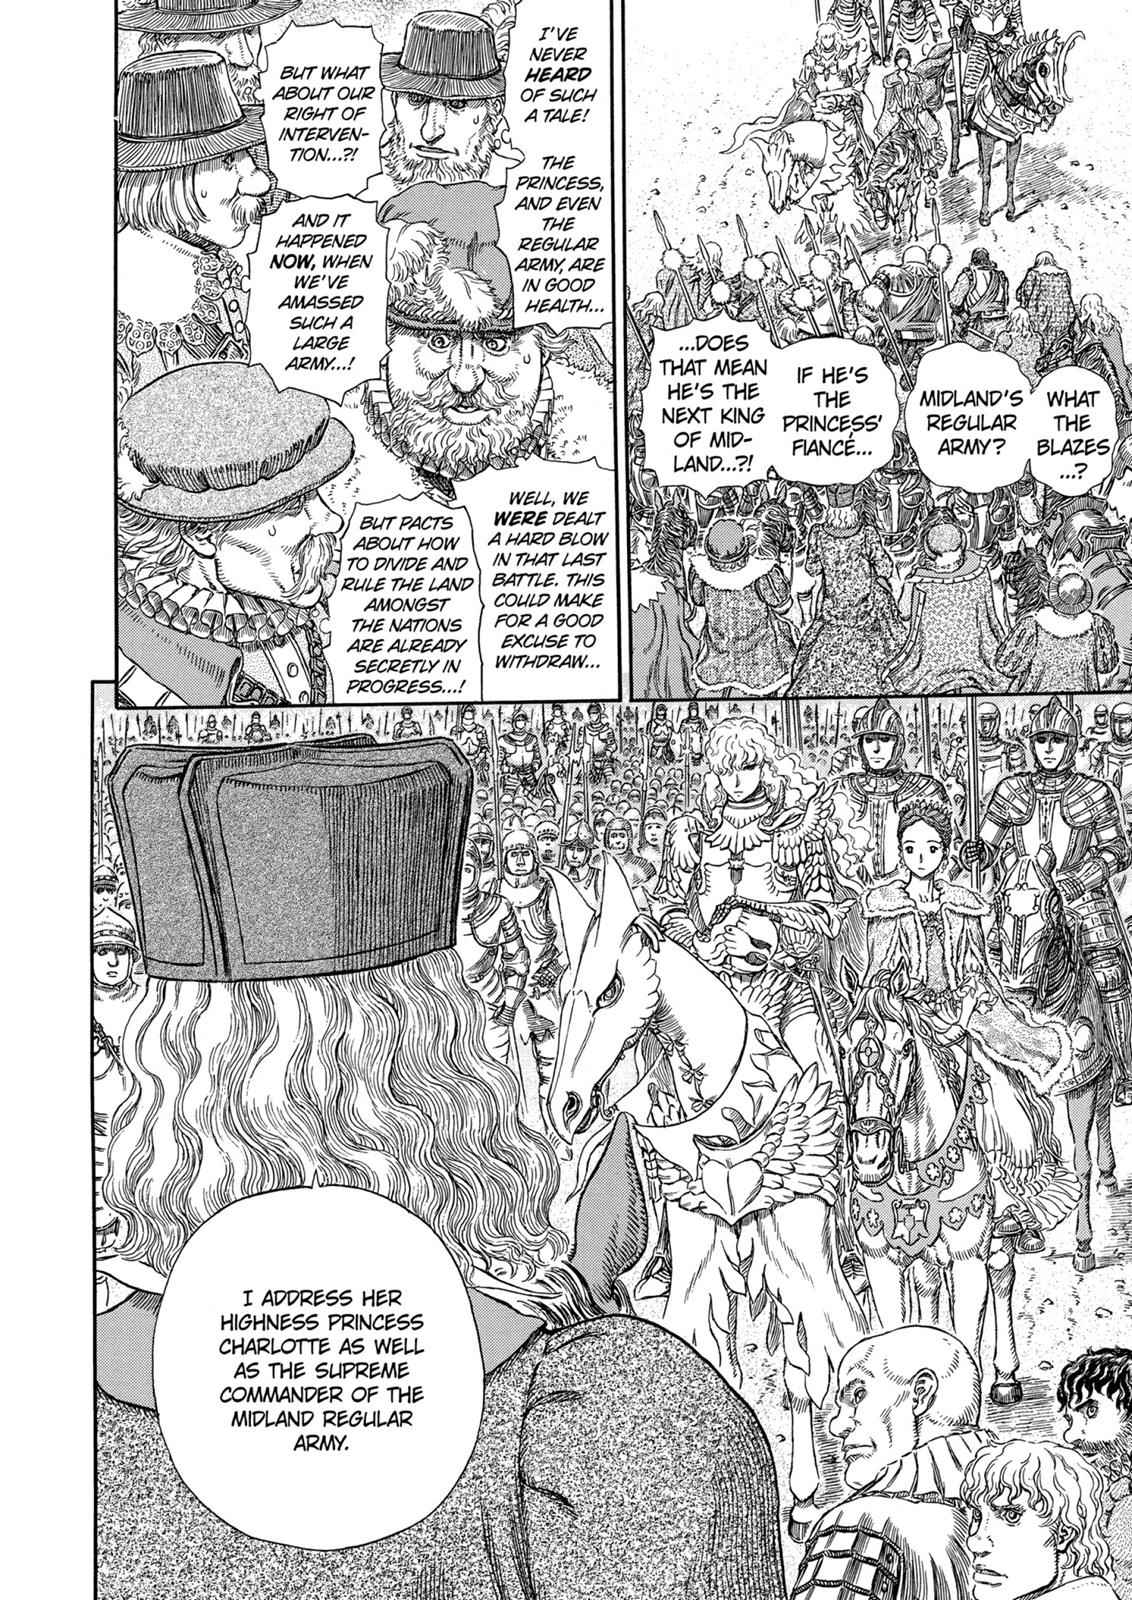 WHAT
THE
BLAZES
...?
MIDLAND'S
REGULAR
ARMY?
IF HE'S
THE
PRINCESS'
FIANCÉ...
...DOES
THAT MEAN
HE'S THE
NEXT KING
OF MID-
LAND...?!
I'VE
NEVER
HEARD
OF SUCH
A TALE!
THE
PRINCESS,
AND EVEN
THE
REGULAR
ARMY, ARE
IN GOOD
HEALTH...
BUT WHAT
ABOUT OUR
RIGHT OF
INTERVEN-
TION...?!
AND IT
HAPPENED
NOW, WHEN
WE'VE
AMASSED
SUCH A
LARGE
ARMY...!
WELL, WE
WERE DEALT
A HARD BLOW
IN THAT LAST
BATTLE. THIS
COULD MAKE
FOR A GOOD
EXCUSE TO
WITHDRAW...
BUT PACTS
ABOUT HOW
TO DIVIDE AND
RULE THE LAND
AMONGST
THE NATIONS
ARE ALREADY
SECRETLY IN
PROGRESS...!
I ADDRESS HER
HIGHNESS PRINCESS
CHARLOTTE AS WELL
AS THE SUPREME
COMMANDER OF THE
MIDLAND REGULAR
ARMY.